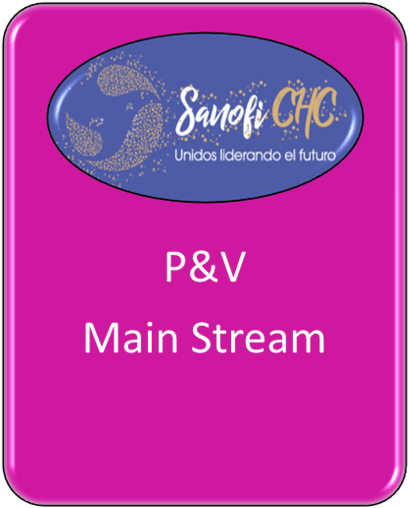 Sanofi CHC
Unidos liderando el futuro
P&V
Main Stream